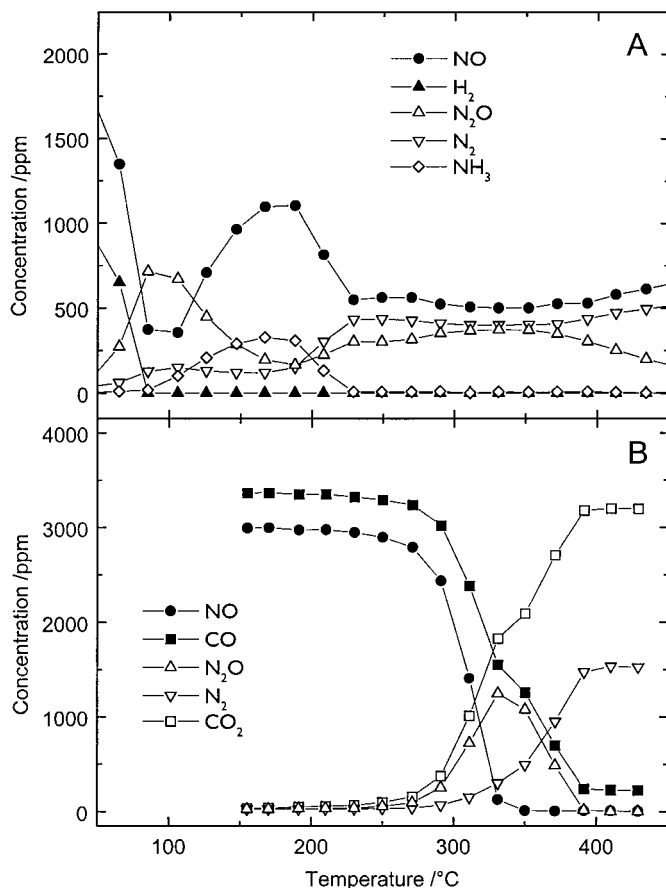 A
NO
H₂
N₂O
N₂
NH₃
2000
1500
1000
500
0
Concentration /ppm
B
4000
3000
2000
1000
0
Concentration /ppm
NO
CO
N₂O
N₂
CO₂
100 200 300 400
Temperature /°C